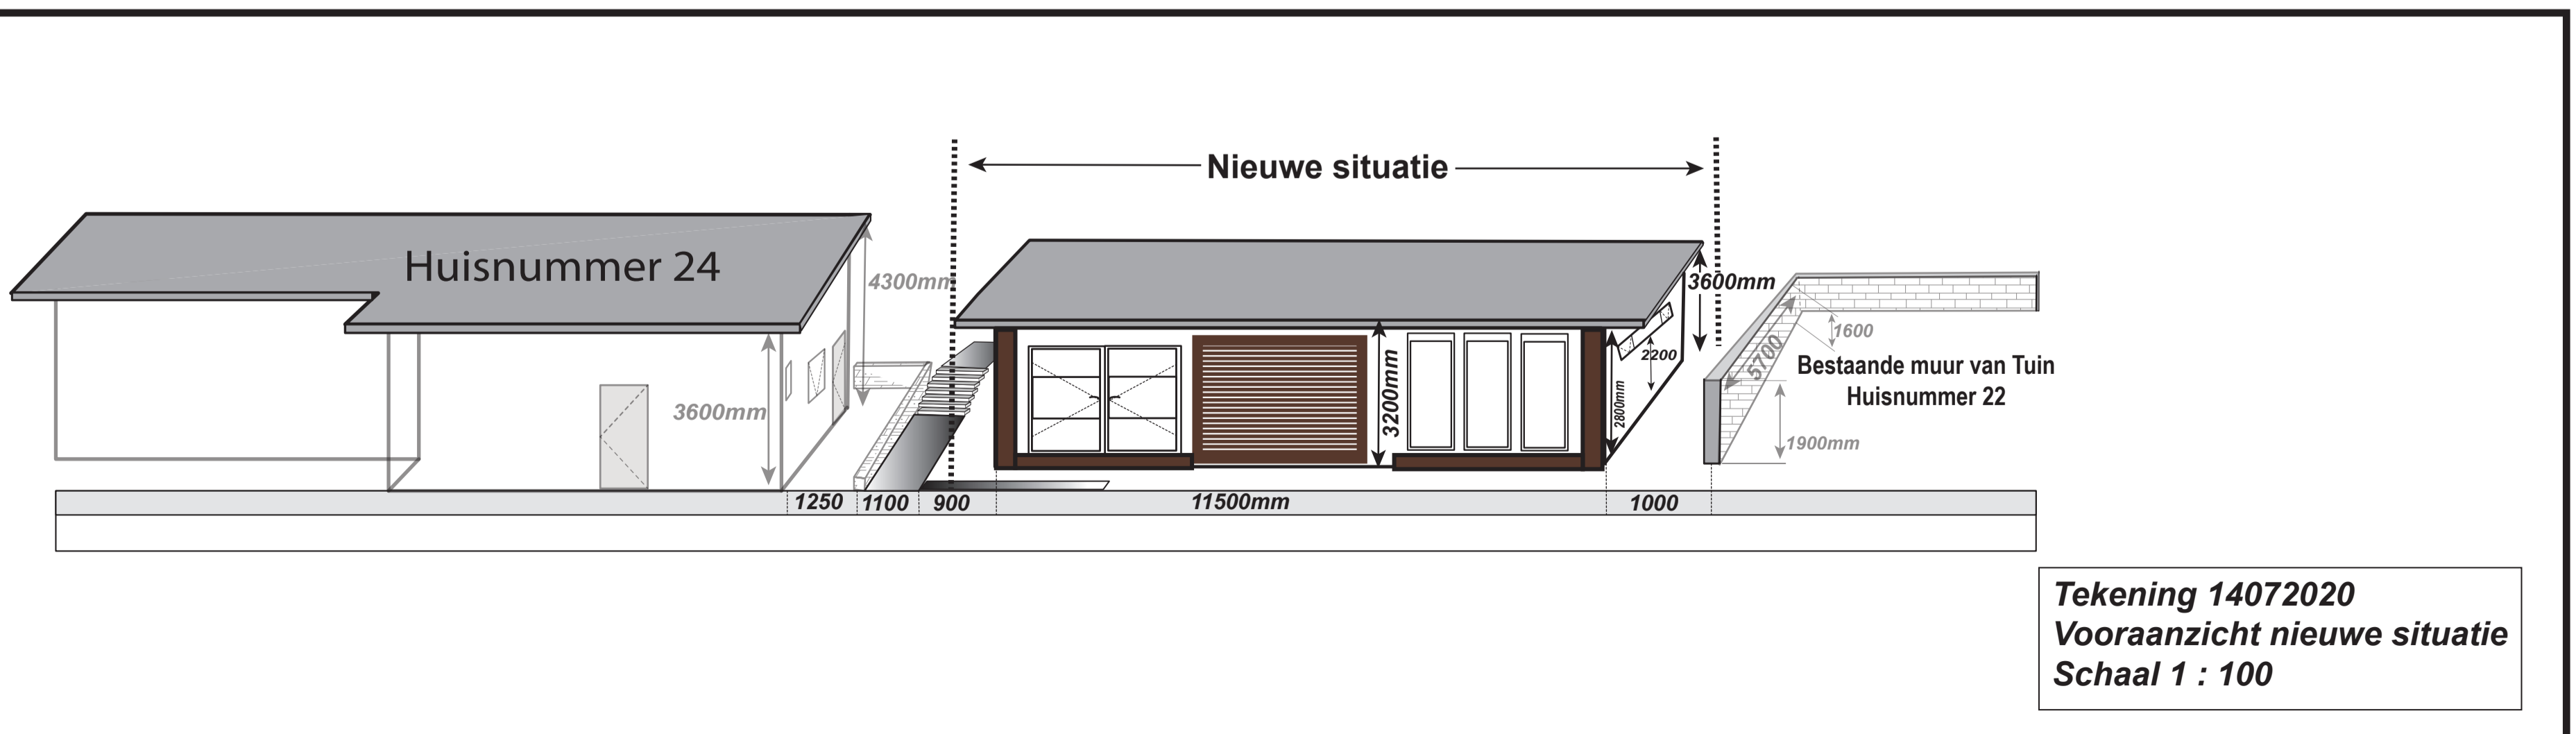 Nieuwe situatie
Huisnummer 24
4300mm
3600mm
3600mm
1600
5700
Bestaande muur van Tuin
Huisnummer 22
2200
3200mm
2800mm
1900mm
1250 1100 900 11500mm 1000
Tekening 14072020
Vooraanzicht nieuwe situatie
Schaal 1 : 100